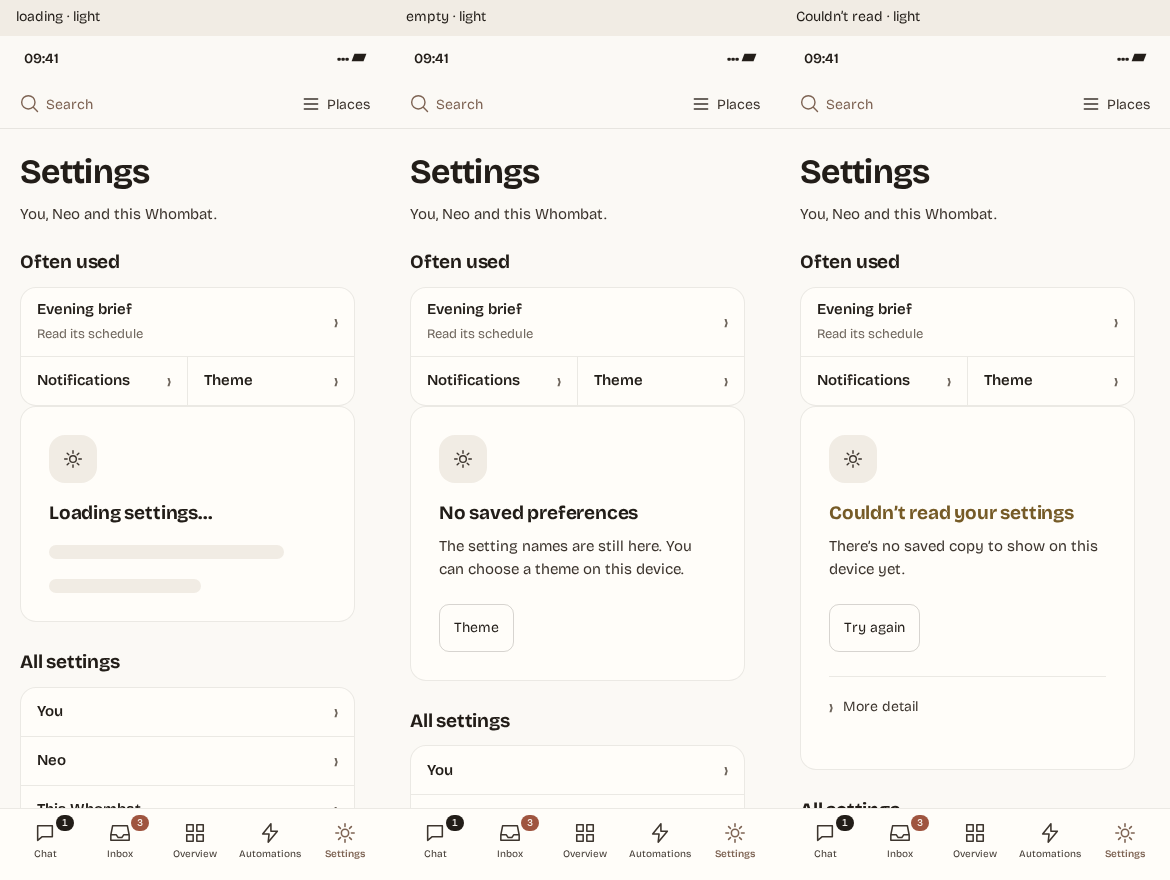 loading · light
09:41
Search
Places
Settings
You, Neo and this Whombat.
Often used
Evening brief
Read its schedule
Notifications
Theme
Loading settings…
All settings
You
Neo
This Whombat
1
3
Chat
Inbox
Overview
Automations
Settings
empty · light
09:41
Search
Places
Settings
You, Neo and this Whombat.
Often used
Evening brief
Read its schedule
Notifications
Theme
No saved preferences
The setting names are still here. You
can choose a theme on this device.
Theme
All settings
You
1
3
Chat
Inbox
Overview
Automations
Settings
Couldn’t read · light
09:41
Search
Places
Settings
You, Neo and this Whombat.
Often used
Evening brief
Read its schedule
Notifications
Theme
Couldn’t read your settings
There’s no saved copy to show on this
device yet.
Try again
More detail
All settings
1
3
Chat
Inbox
Overview
Automations
Settings